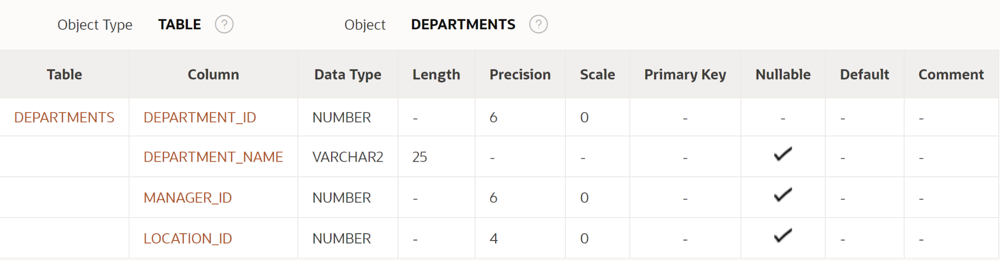 Object Type TABLE ? Object DEPARTMENTS ?
Table Column Data Type Length Precision Scale Primary Key Nullable Default Comment
DEPARTMENTS DEPARTMENT_ID NUMBER - 6 0 - - - -
DEPARTMENT_NAME VARCHAR2 25 - - - ✔ - -
MANAGER_ID NUMBER - 6 0 - ✔ - -
LOCATION_ID NUMBER - 4 0 - ✔ - -